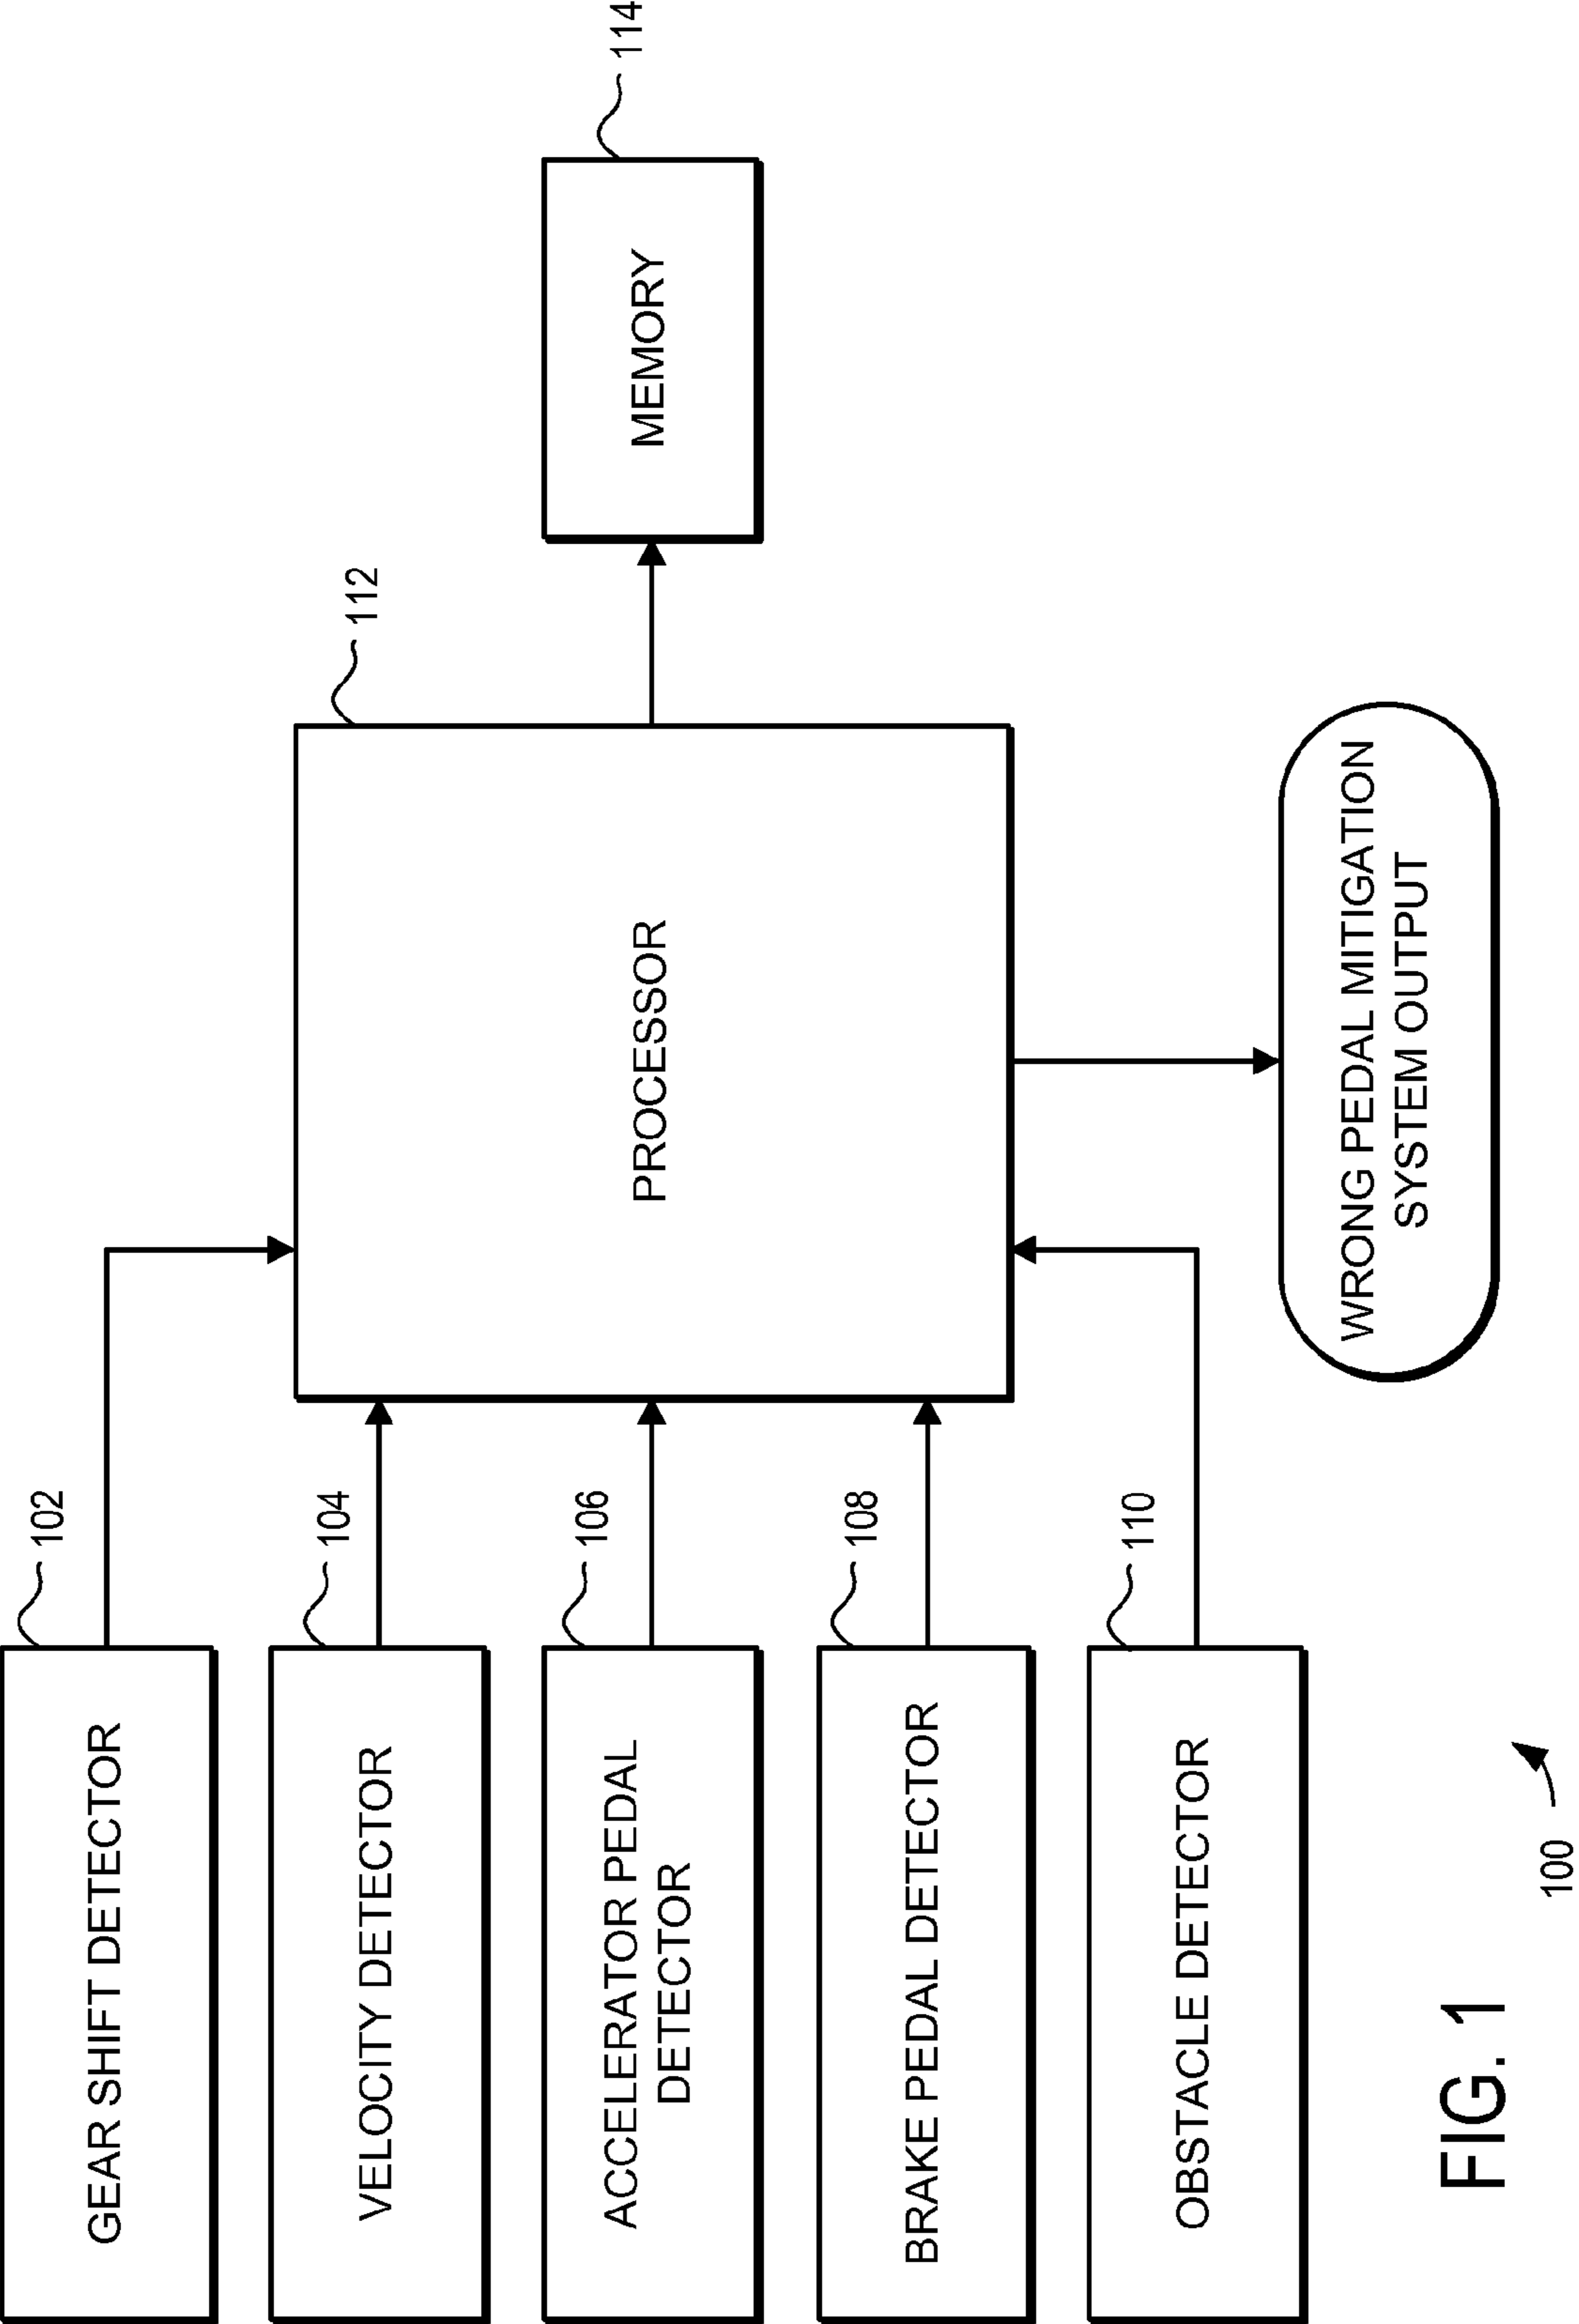 102
GEAR SHIFT DETECTOR
104
VELOCITY DETECTOR
106
ACCELERATOR PEDAL
DETECTOR
108
BRAKE PEDAL DETECTOR
110
OBSTACLE DETECTOR
112
PROCESSOR
114
MEMORY
WRONG PEDAL MITIGATION
SYSTEM OUTPUT
100
FIG. 1